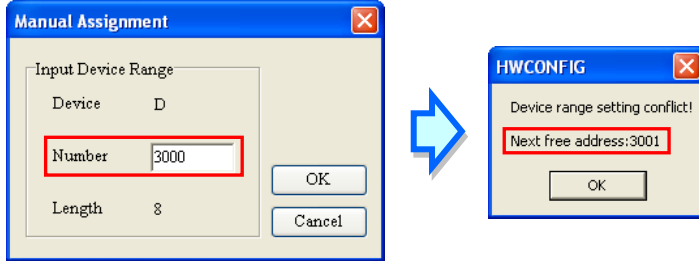 Manual Assignment
Input Device Range
Device D
Number 3000
Length 8
OK
Cancel
HWCONFIG
Device range setting conflict!
Next free address:3001
OK